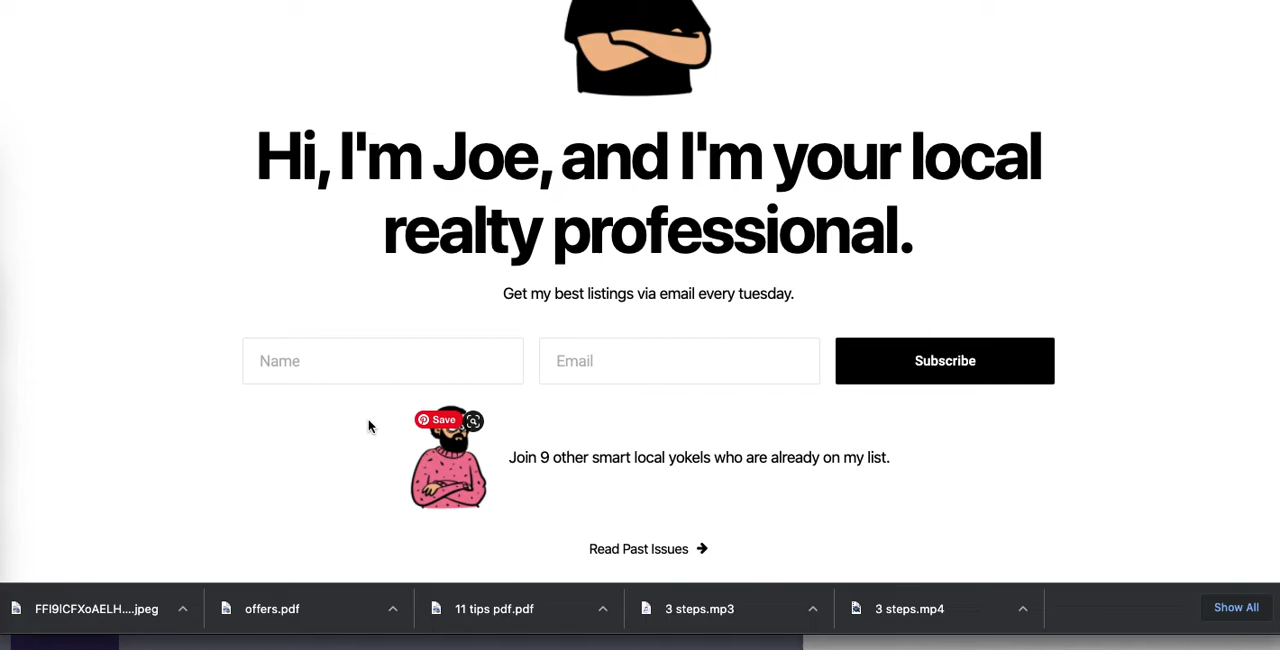 Hi, I'm Joe, and I'm your local
realty professional.
Get my best listings via email every tuesday.
Name
Email
Subscribe
Save
Join 9 other smart local yokels who are already on my list.
Read Past Issues
FFI9lCFXoAELH....jpeg
offers.pdf
11 tips pdf.pdf
3 steps.mp3
3 steps.mp4
Show All